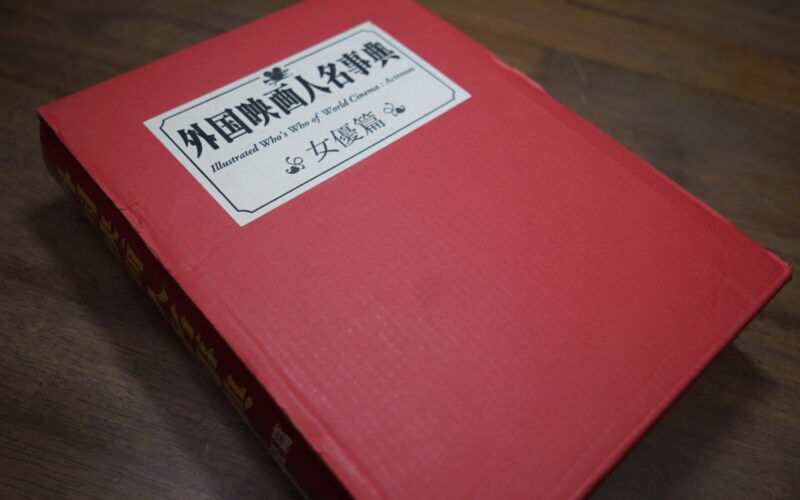 外国映画人名事典
Illustrated Who's Who of World Cinema : Actresses
女優篇